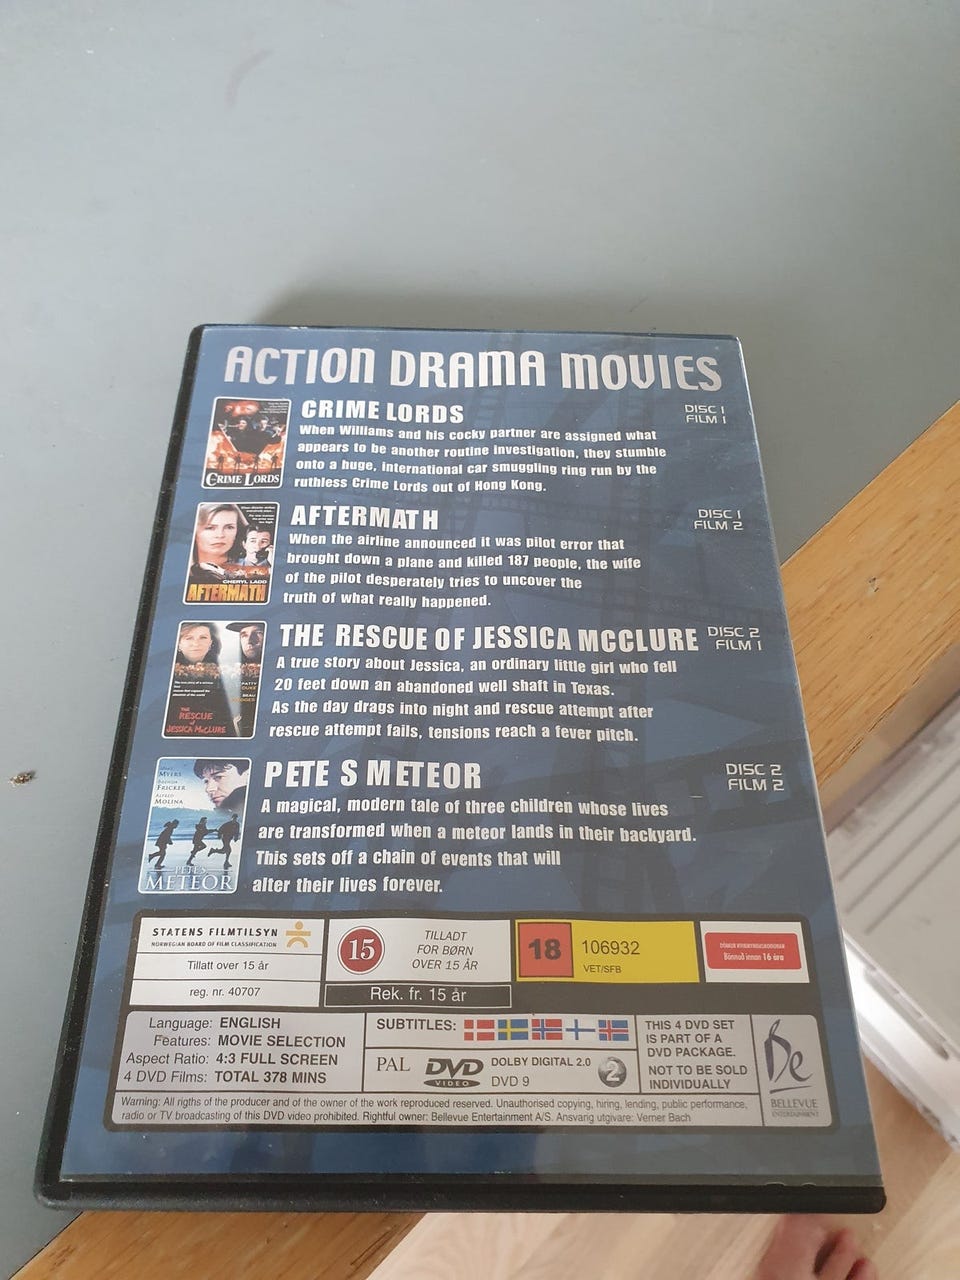 ACTION DRAMA MOVIES
CRIME LORDS
DISC 1
FILM 1
When Williams and his cocky partner are assigned what
appears to be another routine investigation, they stumble
onto a huge, international car smuggling ring run by the
ruthless Crime Lords out of Hong Kong.
CRIME LORDS
AFTERMATH
DISC 1
FILM 2
When the airline announced it was pilot error that
brought down a plane and killed 187 people, the wife
of the pilot desperately tries to uncover the
truth of what really happened.
CHERYL LADD
AFTERMATH
THE RESCUE OF JESSICA MCCLURE
DISC 2
FILM 1
A true story about Jessica, an ordinary little girl who fell
20 feet down an abandoned well shaft in Texas.
As the day drags into night and rescue attempt after
rescue attempt fails, tensions reach a fever pitch.
PATTY
DUKE
BEAU
THE
RESCUE
of
JESSICA McCLURE
PETE S METEOR
DISC 2
FILM 2
A magical, modern tale of three children whose lives
are transformed when a meteor lands in their backyard.
This sets off a chain of events that will
alter their lives forever.
MYERS
FRICKER
ALFRED
MOLINA
PETE'S
METEOR
STATENS FILMTILSYN
NORWEGIAN BOARD OF FILM CLASSIFICATION
Tillatt over 15 år
reg. nr. 40707
15
TILLADT
FOR BØRN
OVER 15 ÅR
Rek. fr. 15 år
18
106932
VET/SFB
Bönnuð innan 16 ára
Language: ENGLISH
Features: MOVIE SELECTION
Aspect Ratio: 4:3 FULL SCREEN
4 DVD Films: TOTAL 378 MINS
SUBTITLES:
PAL
DVD
VIDEO
DOLBY DIGITAL 2.0
DVD 9
2
THIS 4 DVD SET
IS PART OF A
DVD PACKAGE.
NOT TO BE SOLD
INDIVIDUALLY
Be
BELLEVUE
ENTERTAINMENT
Warning: All rigths of the producer and of the owner of the work reproduced reserved. Unauthorised copying, hiring, lending, public performance,
radio or TV broadcasting of this DVD video prohibited. Rightful owner: Bellevue Entertainment A/S. Ansvarig utgivare: Verner Bach